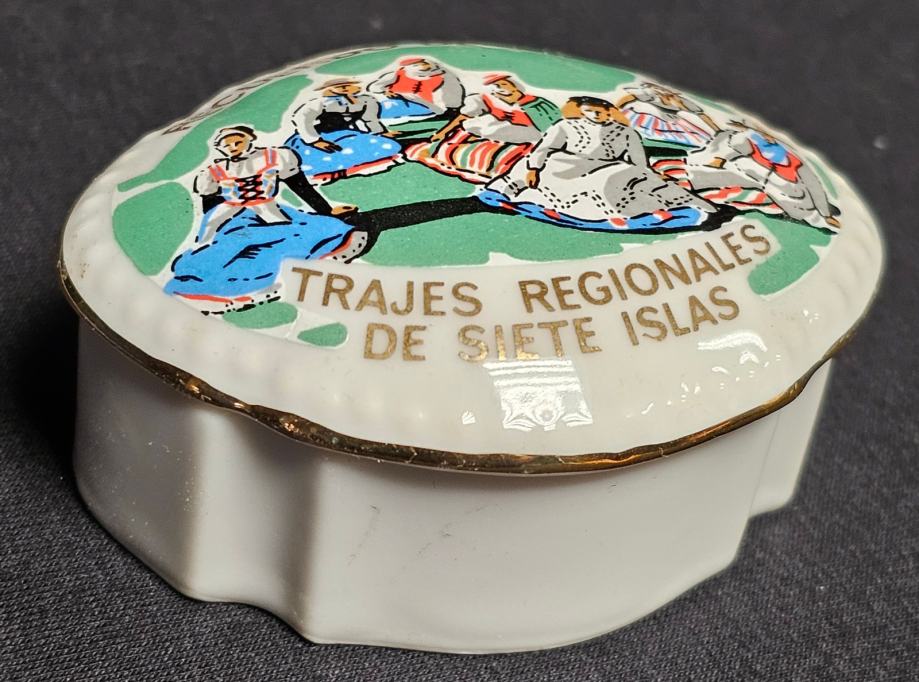 TRAJES REGIONALES
DE SIETE ISLAS